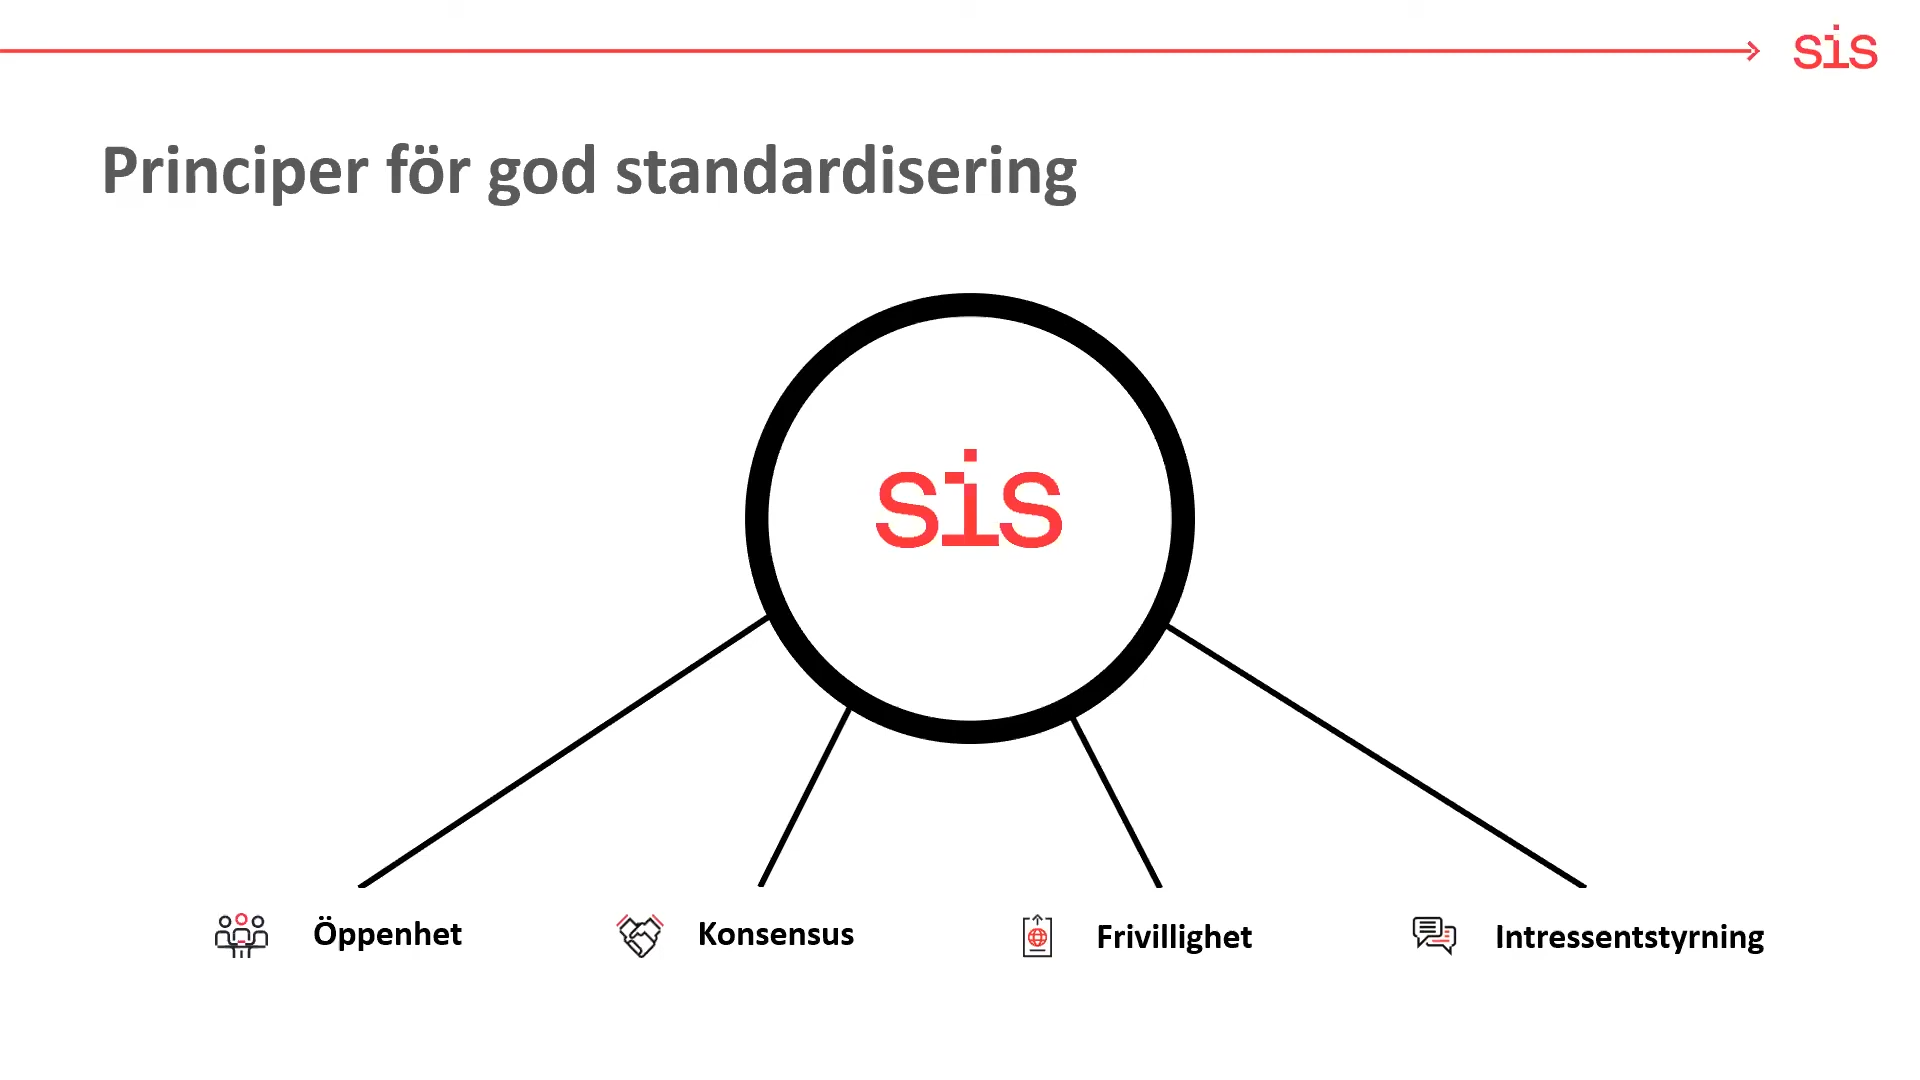 sis
Principer för god standardisering
sis
Öppenhet
Konsensus
Frivillighet
Intressentstyrning